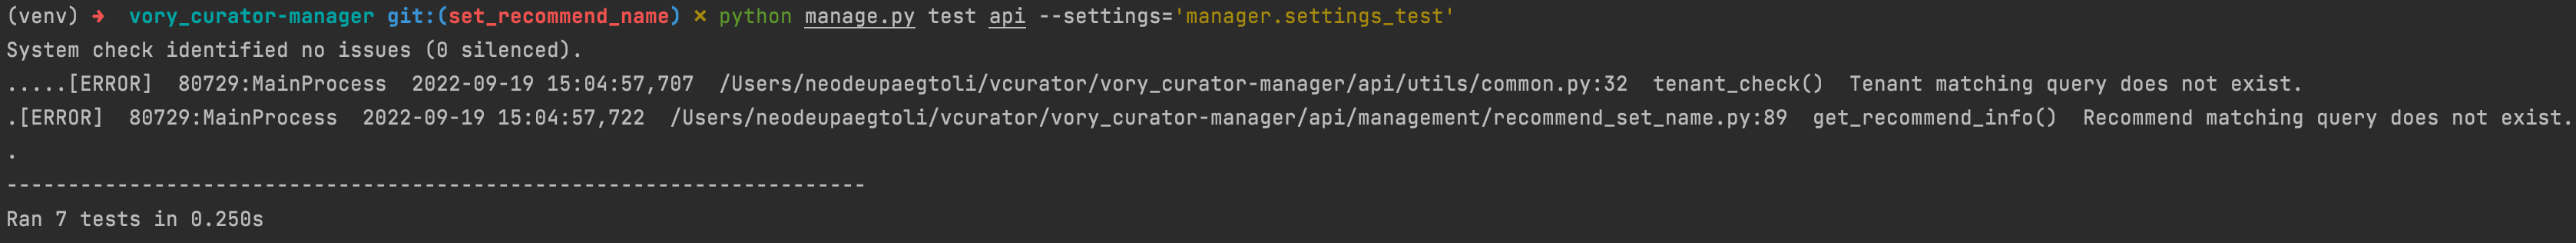 (venv) ➜  vory_curator-manager git:(set_recommend_name) ✗ python manage.py test api --settings='manager.settings_test'
System check identified no issues (0 silenced).
.....[ERROR]  80729:MainProcess  2022-09-19 15:04:57,707  /Users/neodeupaegtoli/vcurator/vory_curator-manager/api/utils/common.py:32  tenant_check()  Tenant matching query does not exist.
.[ERROR]  80729:MainProcess  2022-09-19 15:04:57,722  /Users/neodeupaegtoli/vcurator/vory_curator-manager/api/management/recommend_set_name.py:89  get_recommend_info()  Recommend matching query does not exist.
.
----------------------------------------------------------------------
Ran 7 tests in 0.250s